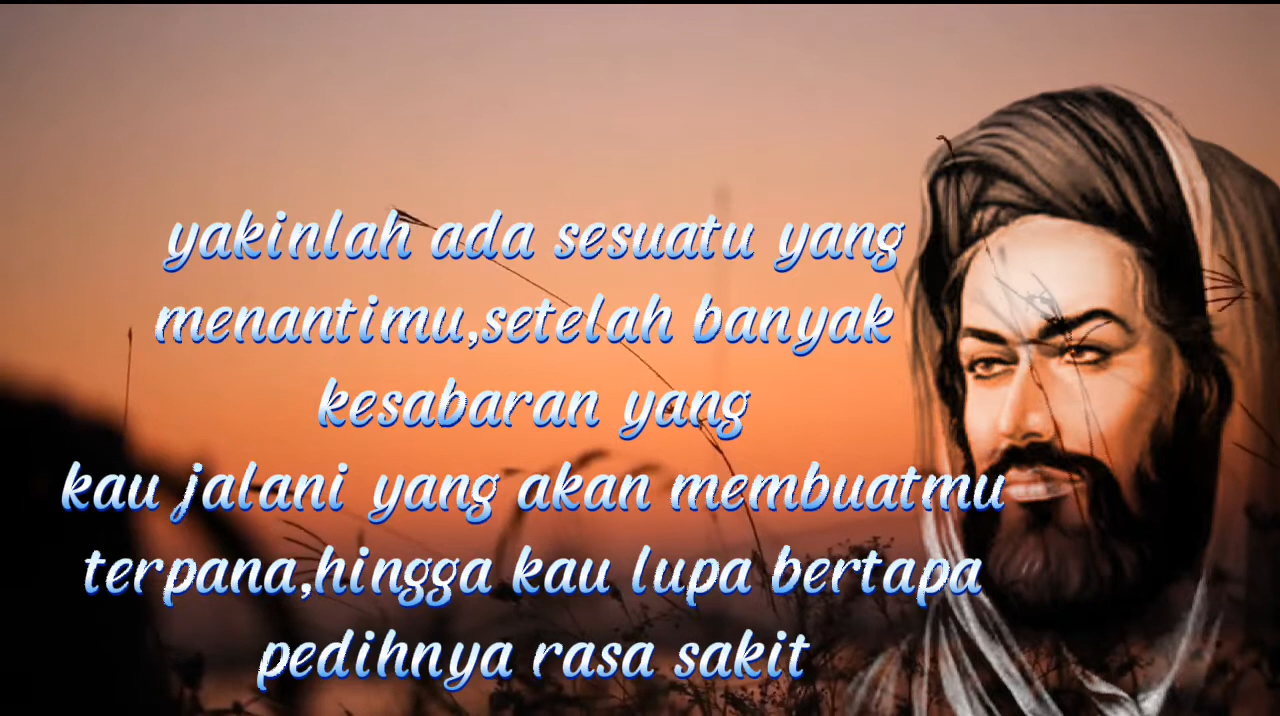 yakinlah ada sesuatu yang
menantimu,setelah banyak
kesabaran yang
kau jalani yang akan membuatmu
terpana,hingga kau lupa bertapa
pedihnya rasa sakit